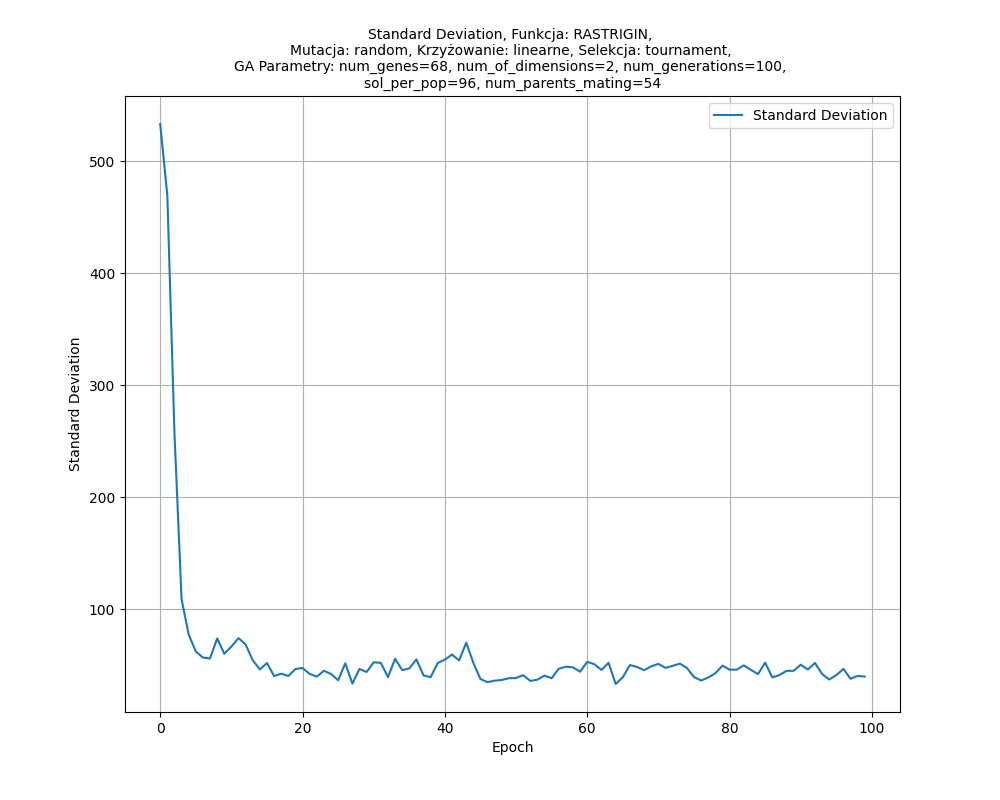 Standard Deviation, Funkcja: RASTRIGIN,
Mutacja: random, Krzyżowanie: linearne, Selekcja: tournament,
GA Parametry: num_genes=68, num_of_dimensions=2, num_generations=100,
sol_per_pop=96, num_parents_mating=54
Standard Deviation
500
400
300
200
100
Standard Deviation
0
20
40
60
80
100
Epoch